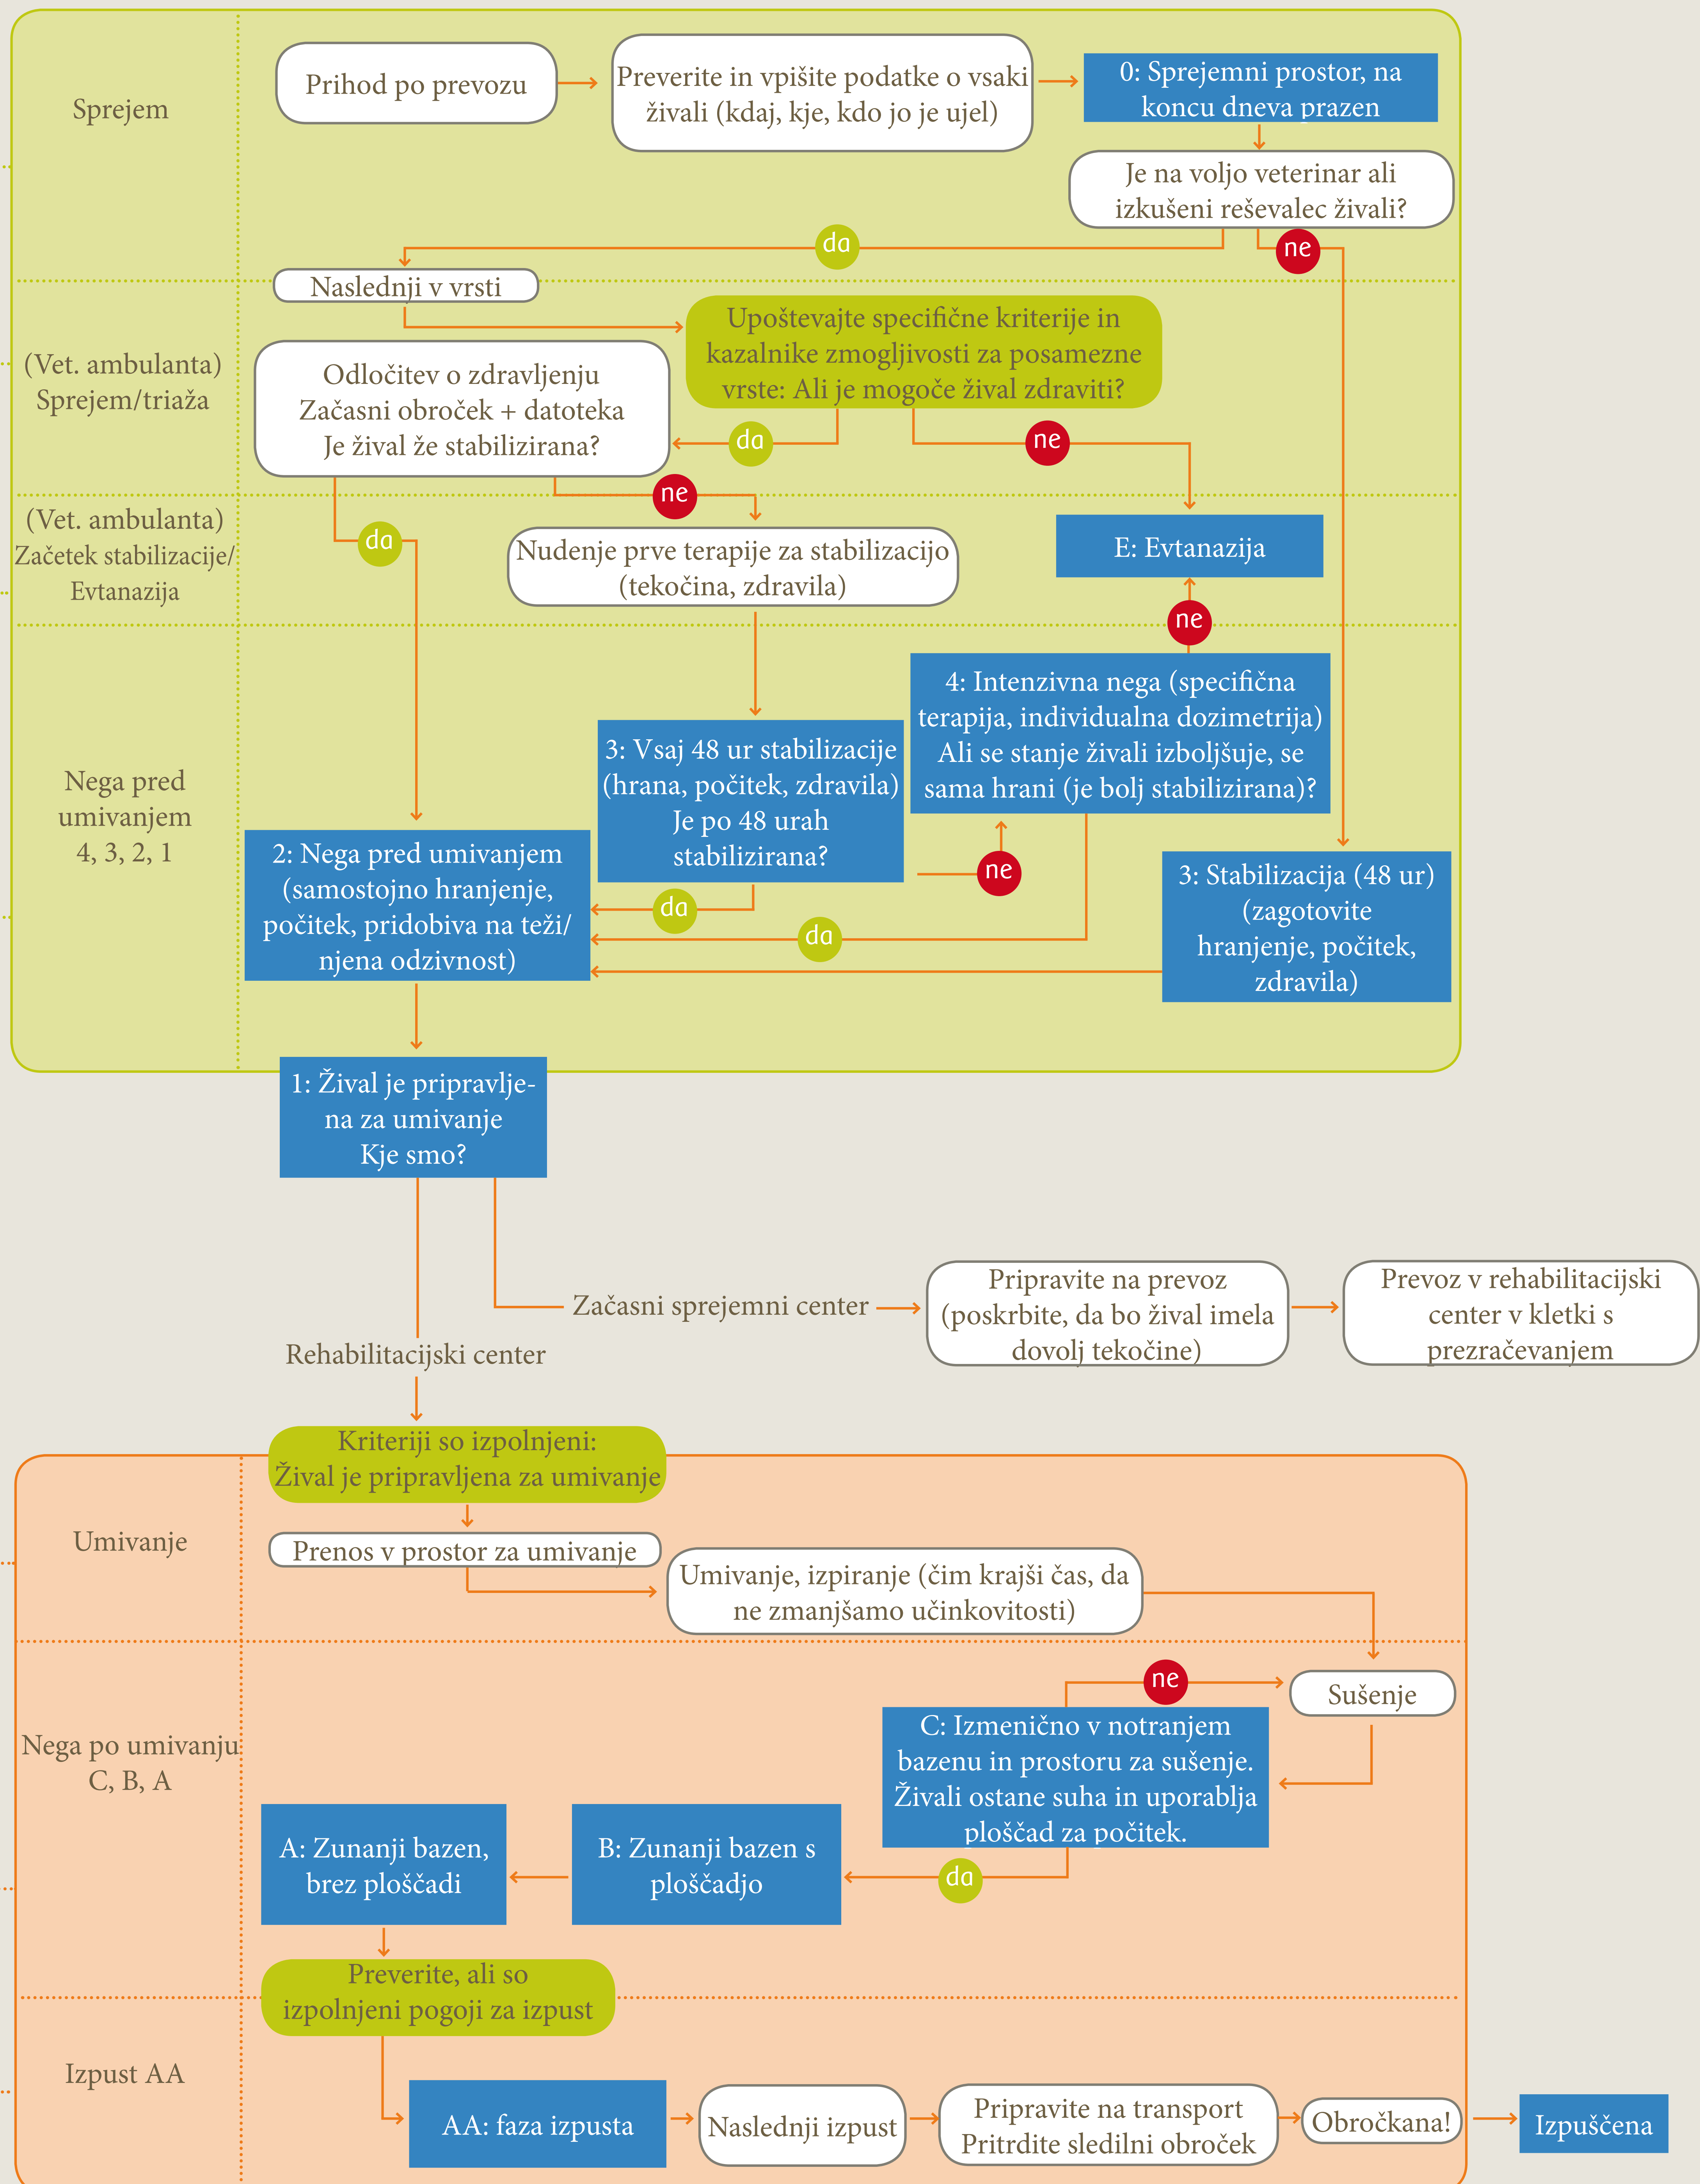 Sprejem
Prihod po prevozu
Preverite in vpišite podatke o vsaki
živali (kdaj, kje, kdo jo je ujel)
0: Sprejemni prostor, na
koncu dneva prazen
Je na voljo veterinar ali
izkušeni reševalec živali?
da
ne
Naslednji v vrsti
(Vet. ambulanta)
Sprejem/triaža
Upoštevajte specifične kriterije in
kazalnike zmogljivosti za posamezne
vrste: Ali je mogoče žival zdraviti?
Odločitev o zdravljenju
Začasni obroček + datoteka
Je žival že stabilizirana?
da
ne
ne
da
(Vet. ambulanta)
Začetek stabilizacije/
Evtanazija
Nudenje prve terapije za stabilizacijo
(tekočina, zdravila)
E: Evtanazija
ne
Nega pred
umivanjem
4, 3, 2, 1
4: Intenzivna nega (specifična
terapija, individualna dozimetrija)
Ali se stanje živali izboljšuje, se
sama hrani (je bolj stabilizirana)?
3: Vsaj 48 ur stabilizacije
(hrana, počitek, zdravila)
Je po 48 urah
stabilizirana?
ne
da
da
2: Nega pred umivanjem
(samostojno hranjenje,
počitek, pridobiva na teži/
njena odzivnost)
3: Stabilizacija (48 ur)
(zagotovite
hranjenje, počitek,
zdravila)
1: Žival je pripravlje-
na za umivanje
Kje smo?
Začasni sprejemni center
Pripravite na prevoz
(poskrbite, da bo žival imela
dovolj tekočine)
Prevoz v rehabilitacijski
center v kletki s
prezračevanjem
Rehabilitacijski center
Kriteriji so izpolnjeni:
Žival je pripravljena za umivanje
Umivanje
Prenos v prostor za umivanje
Umivanje, izpiranje (čim krajši čas, da
ne zmanjšamo učinkovitosti)
Nega po umivanju
C, B, A
ne
Sušenje
C: Izmenično v notranjem
bazenu in prostoru za sušenje.
Živali ostane suha in uporablja
ploščad za počitek.
da
B: Zunanji bazen s
ploščadjo
A: Zunanji bazen,
brez ploščadi
Preverite, ali so
izpolnjeni pogoji za izpust
Izpust AA
AA: faza izpusta
Naslednji izpust
Pripravite na transport
Pritrdite sledilni obroček
Obročkana!
Izpuščena